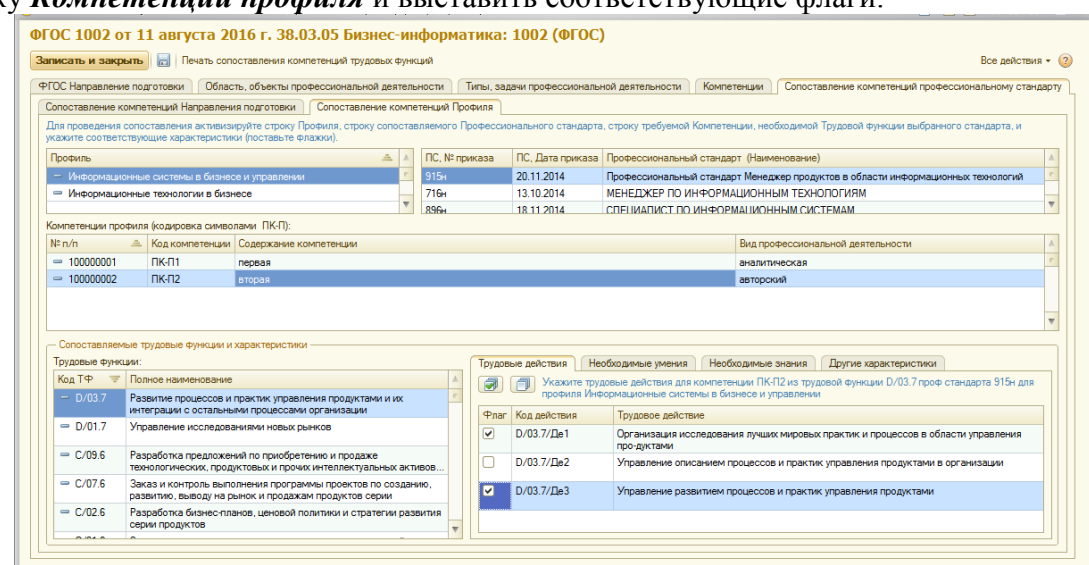 ку Компетенции профиля и выставить соответствующие флаги.
ФГОС 1002 от 11 августа 2016 г. 38.03.05 Бизнес-информатика: 1002 (ФГОС)
Записать и закрыть Печать сопоставления компетенций трудовых функций Все действия
ФГОС Направление подготовки Область, объекты профессиональной деятельности Типы, задачи профессиональной деятельности Компетенции Сопоставление компетенций профессиональному стандарту
Сопоставление компетенций Направления подготовки Сопоставление компетенций Профиля
Для проведения сопоставления активизируйте строку Профиля, строку сопоставляемого Профессионального стандарта, строку требуемой Компетенции, необходимой Трудовой функции выбранного стандарта, и
укажите соответствующие характеристики (поставьте флажки).
Профиль ПС, № приказа ПС, Дата приказа Профессиональный стандарт (Наименование)
Информационные системы в бизнесе и управлении 915н 20.11.2014 Профессиональный стандарт Менеджер продуктов в области информационных технологий
Информационные технологии в бизнесе 716н 13.10.2014 МЕНЕДЖЕР ПО ИНФОРМАЦИОННЫМ ТЕХНОЛОГИЯМ
896н 18.11.2014 СПЕЦИАЛИСТ ПО ИНФОРМАЦИОННЫМ СИСТЕМАМ
Компетенции профиля (кодировка символами ПК-П):
№ п/п Код компетенции Содержание компетенции Вид профессиональной деятельности
100000001 ПК-П1 первая аналитическая
100000002 ПК-П2 вторая авторский
Сопоставляемые трудовые функции и характеристики
Трудовые функции:
Код ТФ Полное наименование
D/03.7 Развитие процессов и практик управления продуктами и их
интеграции с остальными процессами организации
D/01.7 Управление исследованиями новых рынков
C/09.6 Разработка предложений по приобретению и продаже
технологических, продуктовых и прочих интеллектуальных активов...
C/07.6 Заказ и контроль выполнения программы проектов по созданию,
развитию, выводу на рынок и продажам продуктов серии
C/02.6 Разработка бизнес-планов, ценовой политики и стратегии развития
серии продуктов
Трудовые действия Необходимые умения Необходимые знания Другие характеристики
Укажите трудовые действия для компетенции ПК-П2 из трудовой функции D/03.7 проф стандарта 915н для
профиля Информационные системы в бизнесе и управлении
Флаг Код действия Трудовое действие
D/03.7/Де1 Организация исследования лучших мировых практик и процессов в области управления
про-дуктами
D/03.7/Де2 Управление описанием процессов и практик управления продуктами в организации
D/03.7/Де3 Управление развитием процессов и практик управления продуктами